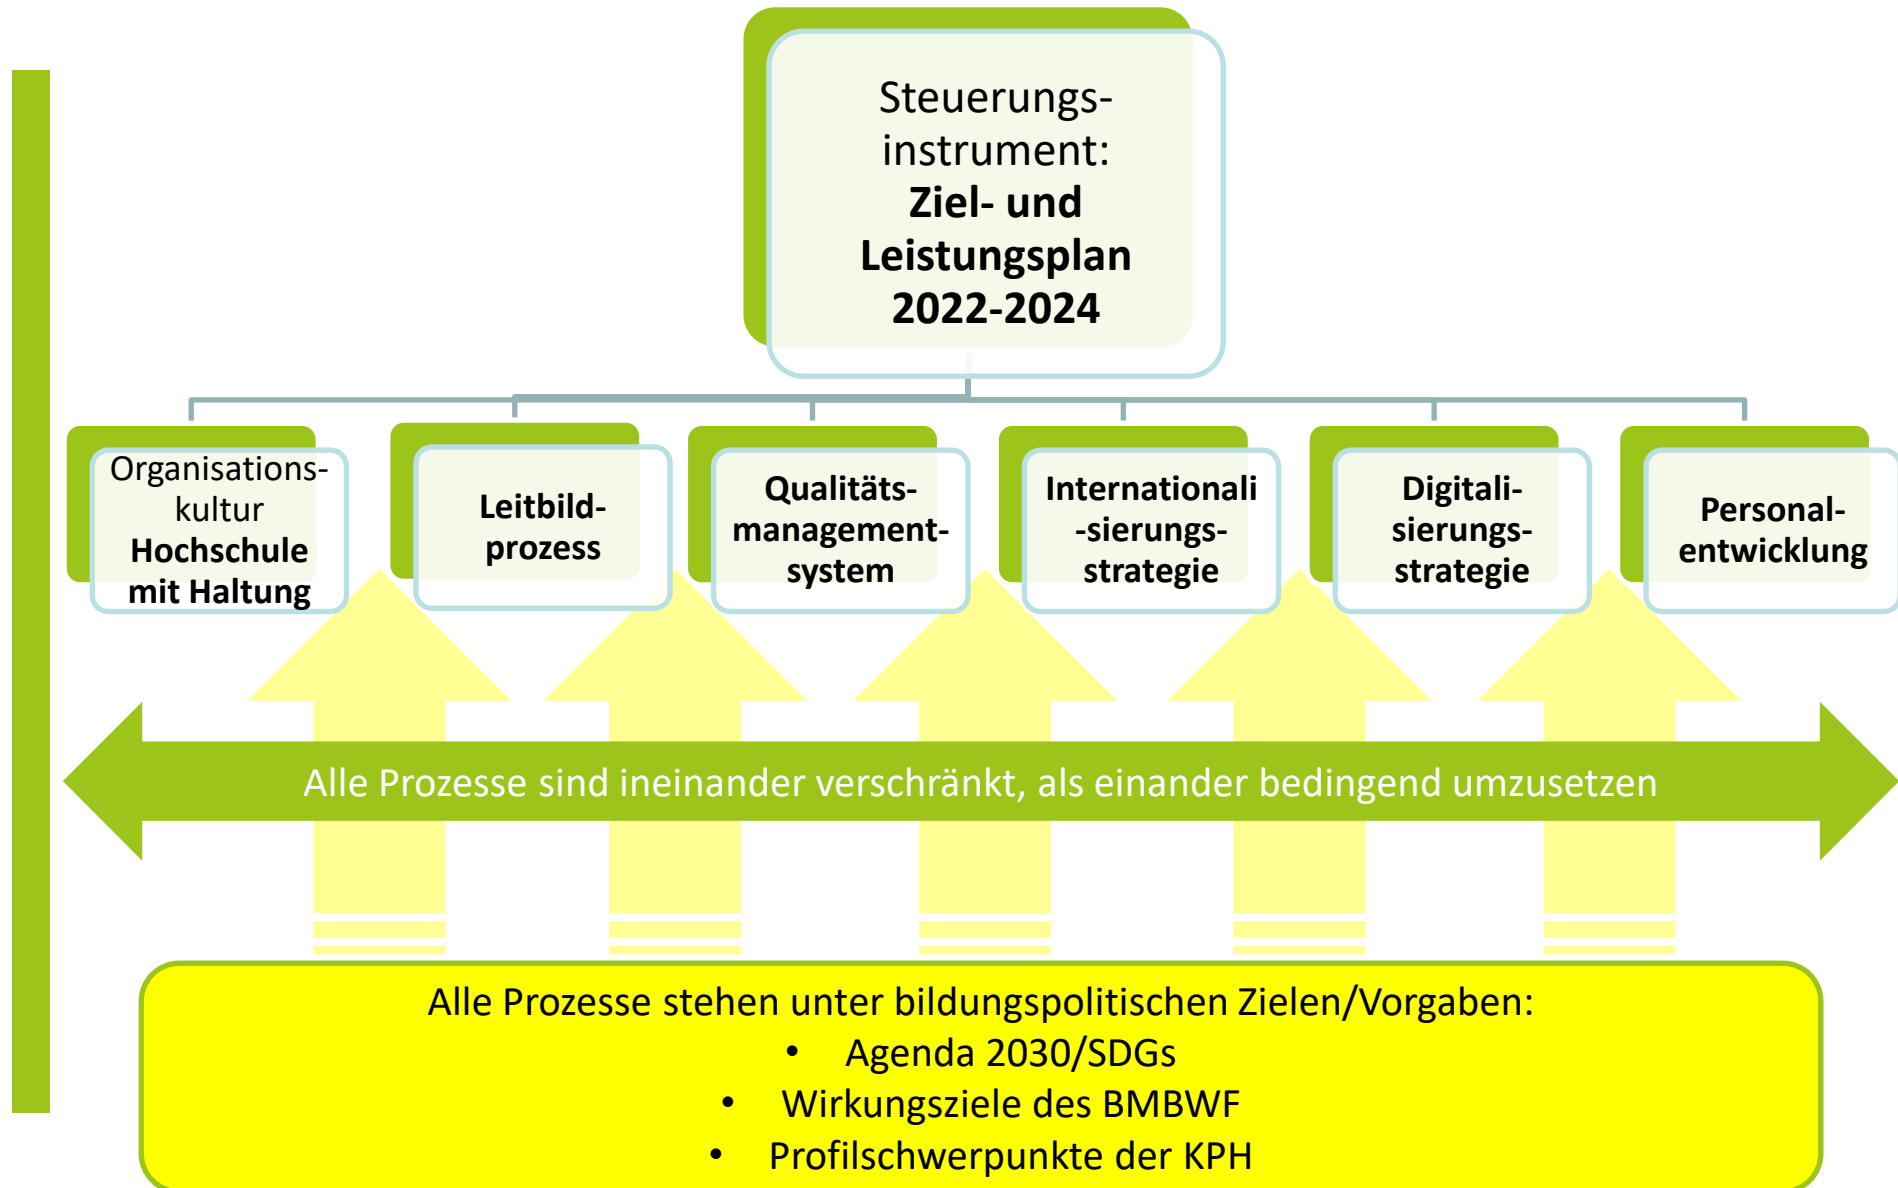 Steuerungs-
instrument:
Ziel- und
Leistungsplan
2022-2024
Organisations-
kultur
Hochschule
mit Haltung
Leitbild-
prozess
Qualitäts-
management-
system
Internationali
-sierungs-
strategie
Digitali-
sierungs-
strategie
Personal-
entwicklung
Alle Prozesse sind ineinander verschränkt, als einander bedingend umzusetzen
Alle Prozesse stehen unter bildungspolitischen Zielen/Vorgaben:
• Agenda 2030/SDGs
• Wirkungsziele des BMBWF
• Profilschwerpunkte der KPH